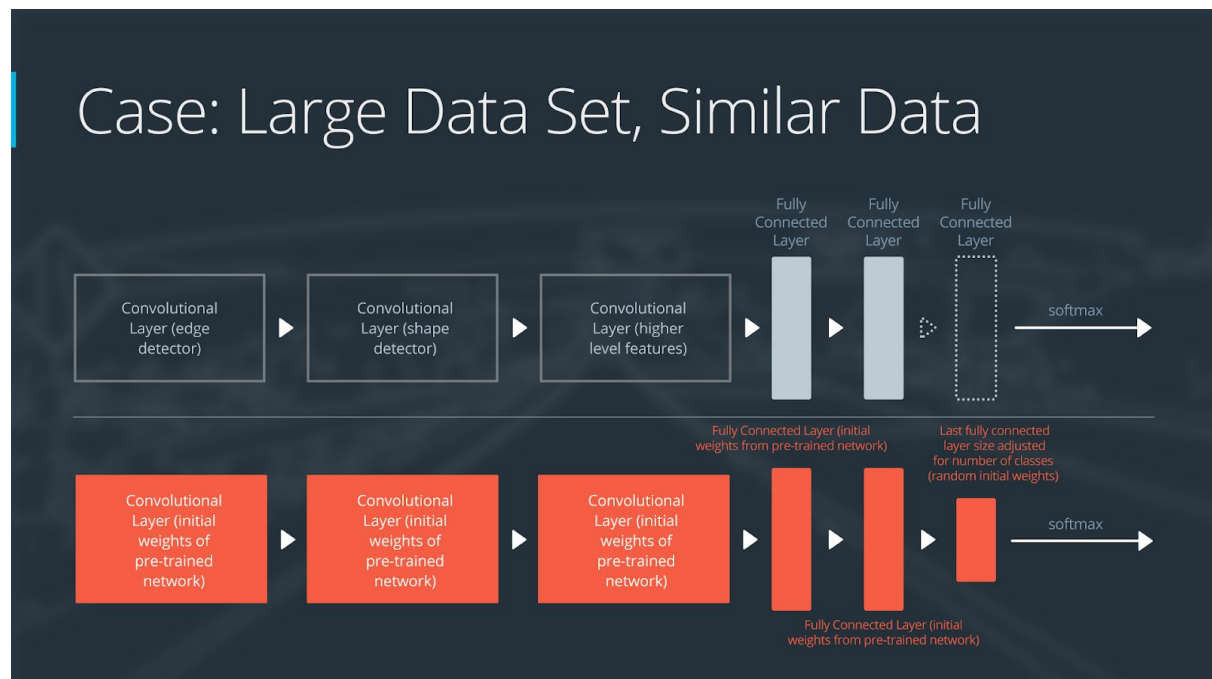 Case: Large Data Set, Similar Data
Fully
Connected
Layer
Fully
Connected
Layer
Fully
Connected
Layer
Convolutional
Layer (edge
detector)
Convolutional
Layer (shape
detector)
Convolutional
Layer (higher
level features)
softmax
Fully Connected Layer (initial
weights from pre-trained network)
Last fully connected
layer size adjusted
for number of classes
(random initial weights)
Convolutional
Layer (initial
weights of
pre-trained
network)
Convolutional
Layer (initial
weights of
pre-trained
network)
Convolutional
Layer (initial
weights of
pre-trained
network)
softmax
Fully Connected Layer (initial
weights from pre-trained network)